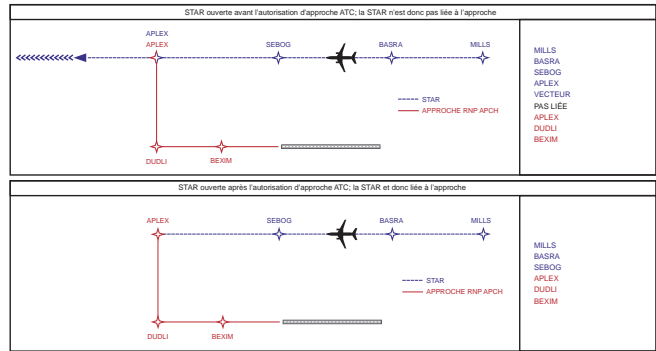 STAR ouverte avant l'autorisation d'approche ATC; la STAR n'est donc pas liée à l'approche
APLEX
APLEX
SEBOG
BASRA
MILLS
STAR
APPROCHE RNP APCH
DUDLI
BEXIM
MILLS
BASRA
SEBOG
APLEX
VECTEUR
PAS LIÉE
APLEX
DUDLI
BEXIM
STAR ouverte après l'autorisation d'approche ATC; la STAR et donc liée à l'approche
APLEX
SEBOG
BASRA
MILLS
STAR
APPROCHE RNP APCH
DUDLI
BEXIM
MILLS
BASRA
SEBOG
APLEX
DUDLI
BEXIM